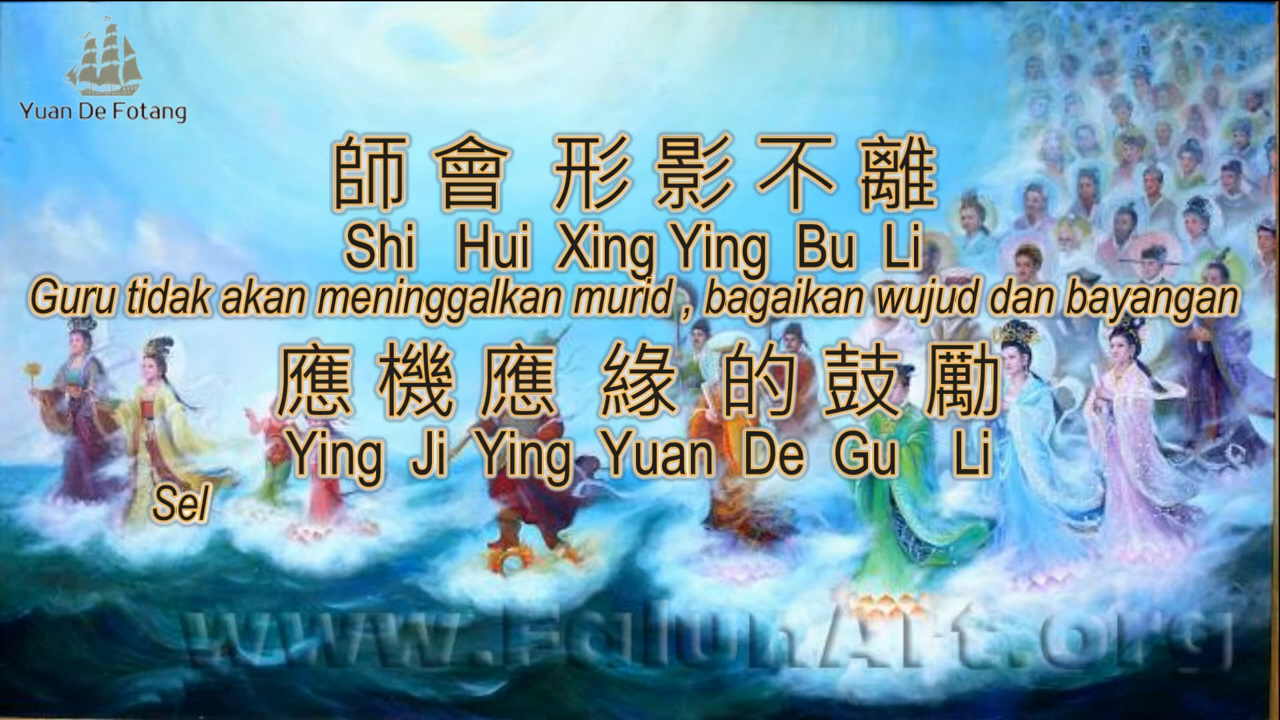 Yuan De Fotang
師會 形影不離
Shi Hui Xing Ying Bu Li
Guru tidak akan meninggalkan murid , bagaikan wujud dan bayangan
應機應 緣 的鼓勵
Ying Ji Ying Yuan De Gu Li
Sel
www.FalunArt.org